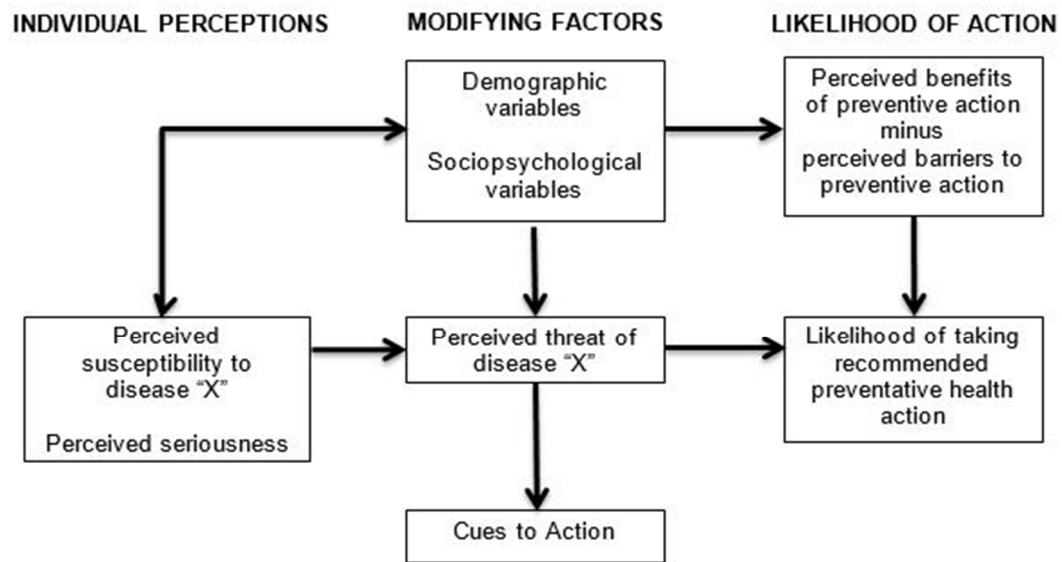 INDIVIDUAL PERCEPTIONS
MODIFYING FACTORS
LIKELIHOOD OF ACTION
Demographic
variables
Sociopsychological
variables
Perceived benefits
of preventive action
minus
perceived barriers to
preventive action
Perceived
susceptibility to
disease “X”
Perceived seriousness
Perceived threat of
disease “X”
Likelihood of taking
recommended
preventative health
action
Cues to Action